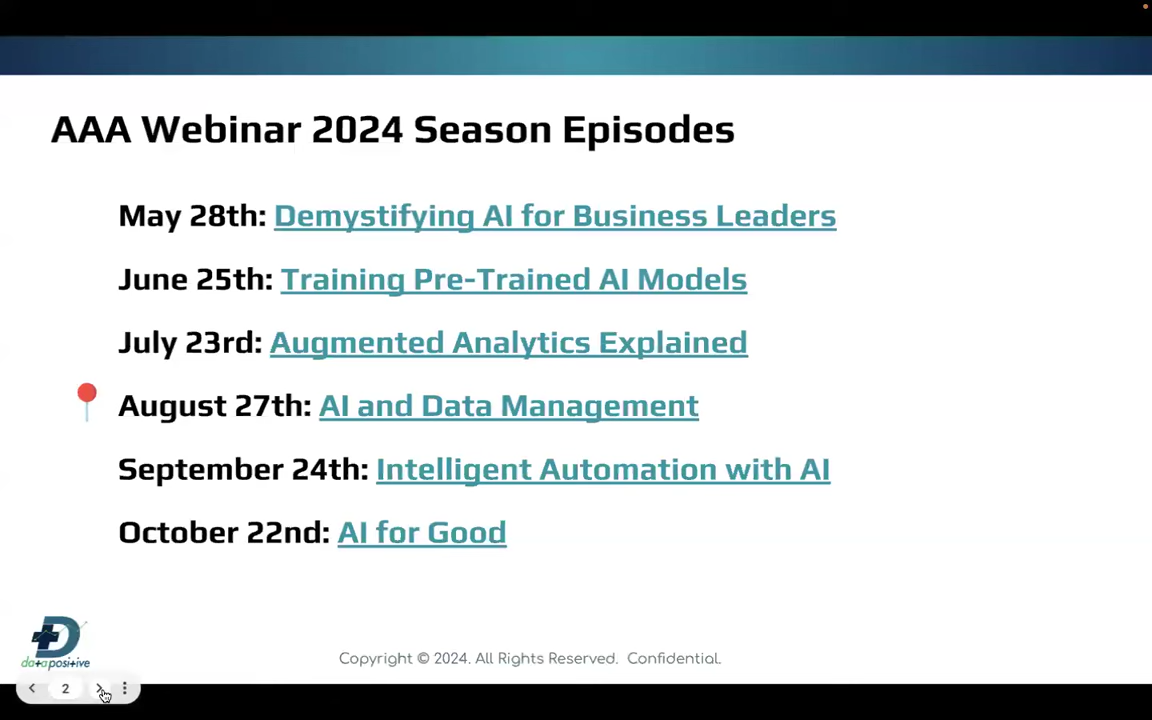 AAA Webinar 2024 Season Episodes
May 28th: Demystifying AI for Business Leaders
June 25th: Training Pre-Trained AI Models
July 23rd: Augmented Analytics Explained
August 27th: AI and Data Management
September 24th: Intelligent Automation with AI
October 22nd: AI for Good
datapositive
Copyright © 2024. All Rights Reserved. Confidential.
2